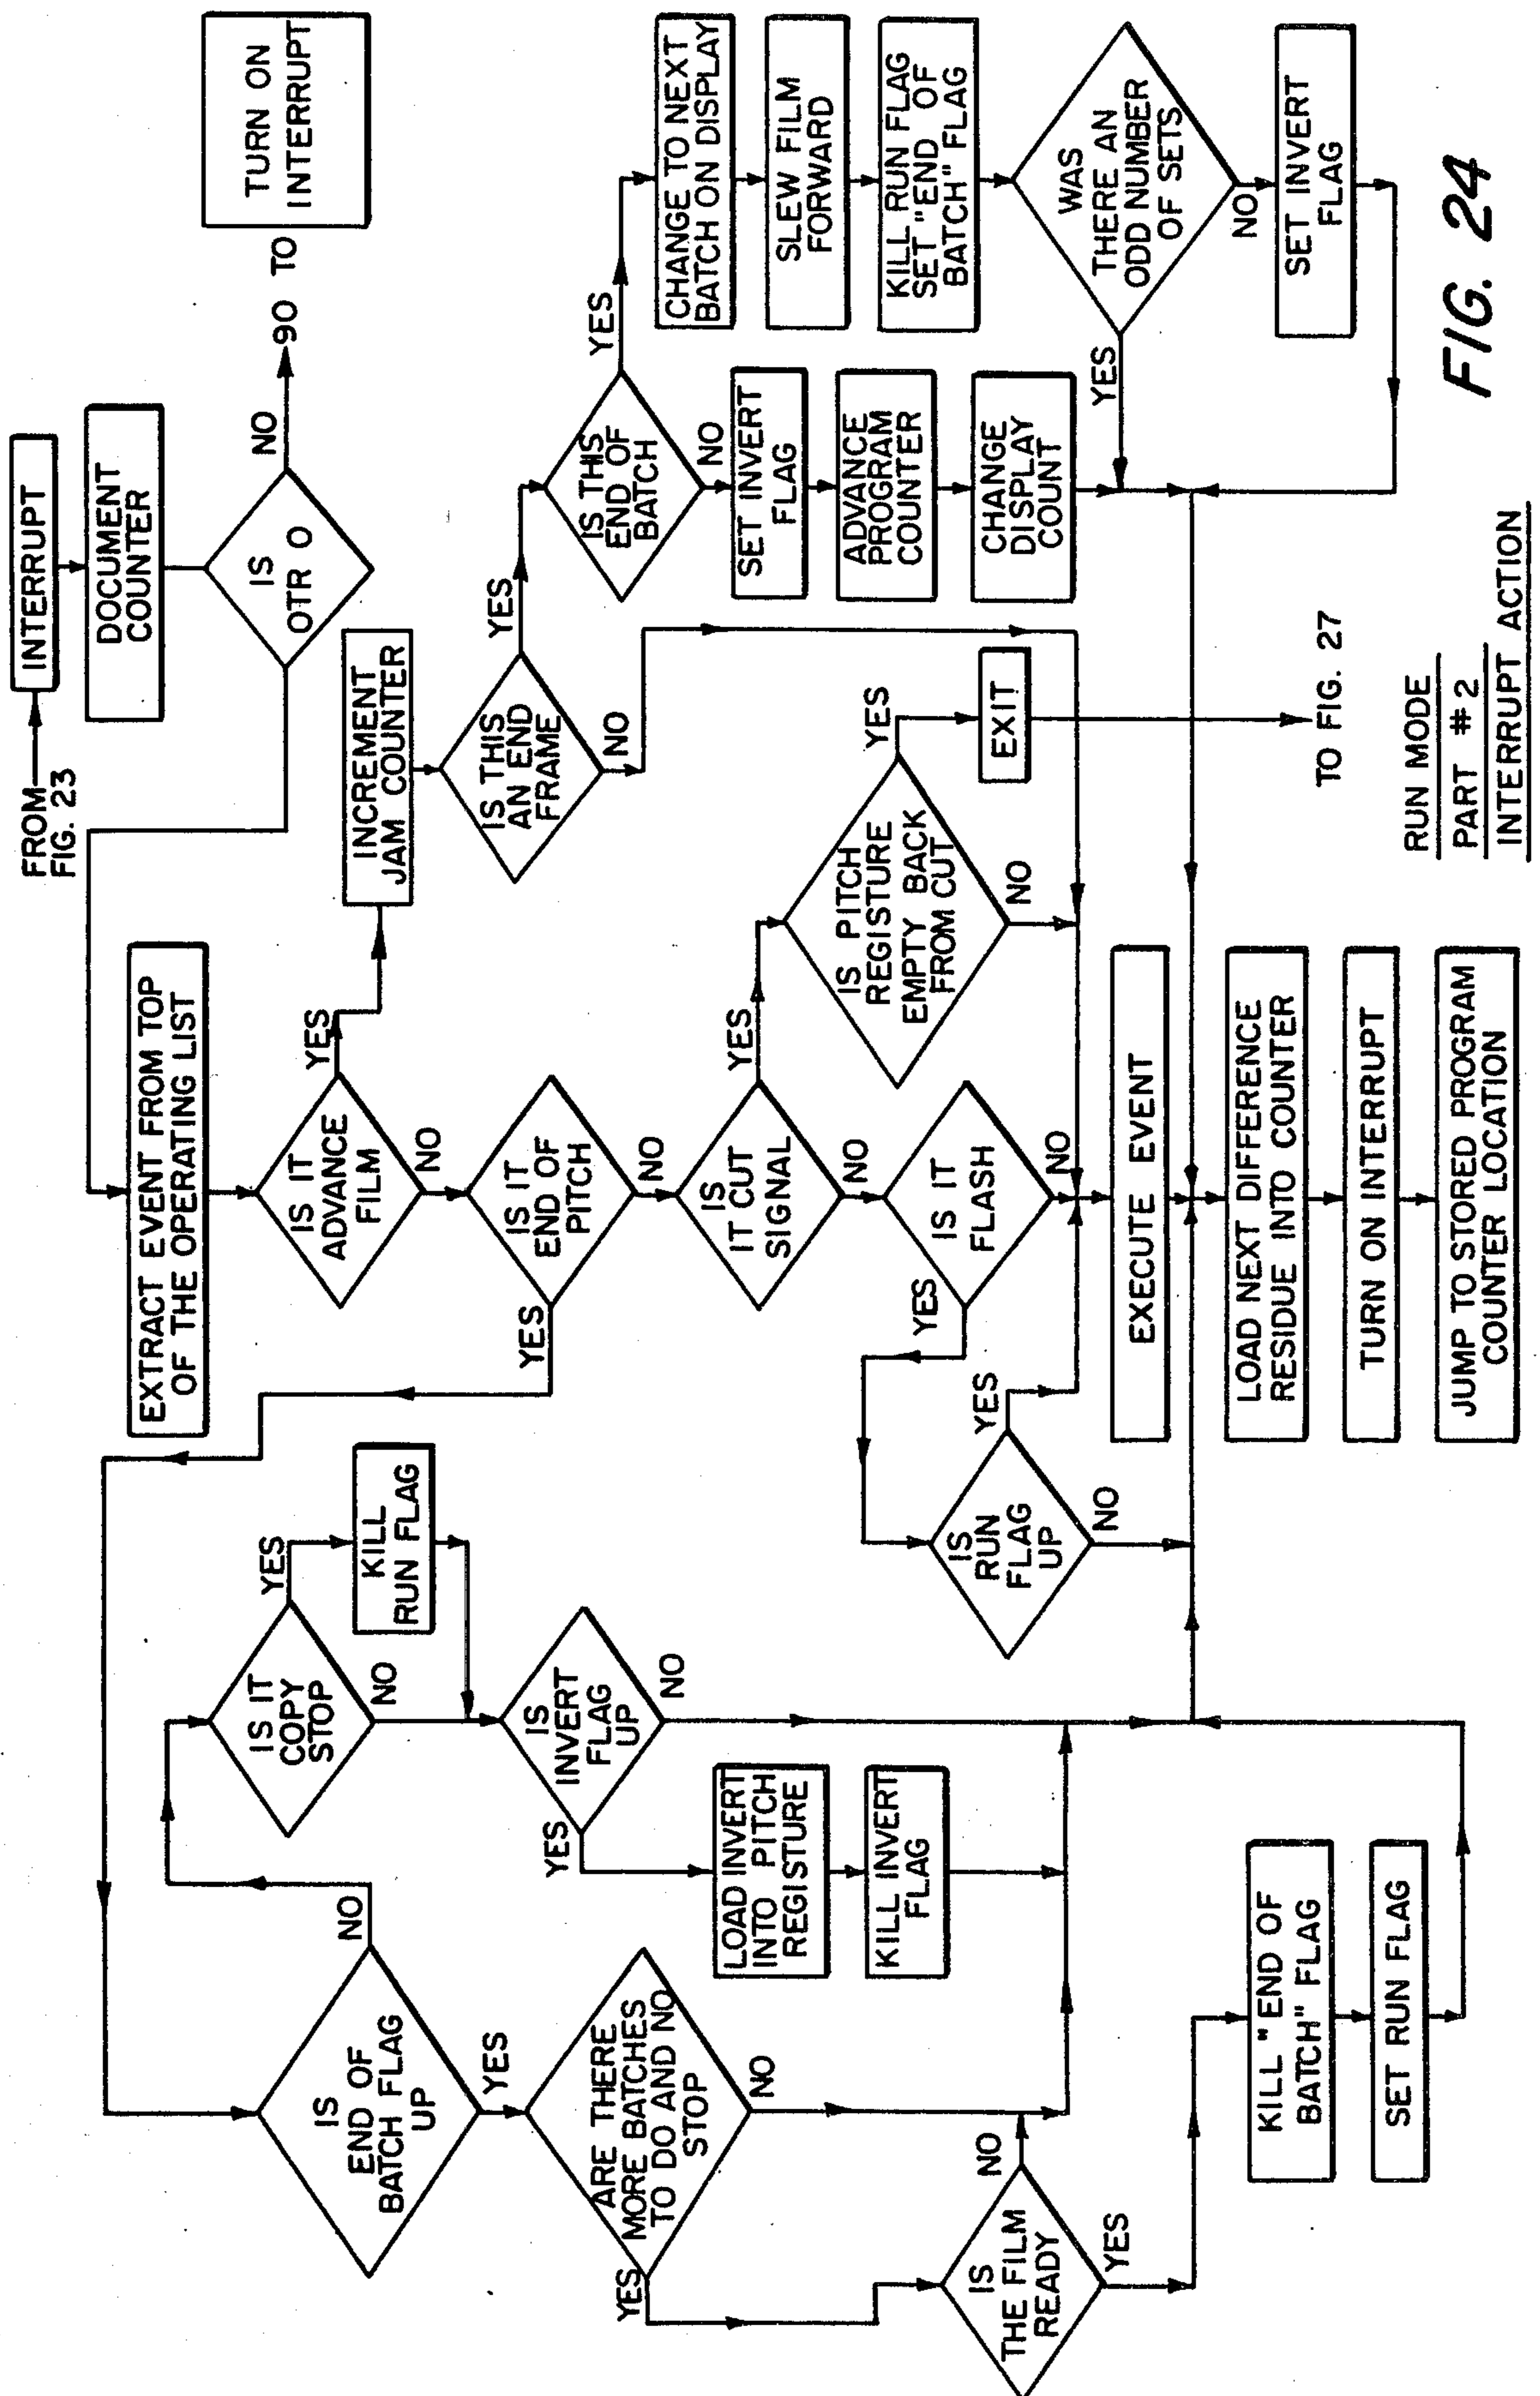 FROM
FIG. 23
INTERRUPT
DOCUMENT
COUNTER
IS
OTR O
NO
90 TO
TURN ON
INTERRUPT
EXTRACT EVENT FROM TOP
OF THE OPERATING LIST
IS IT
ADVANCE
FILM
YES
NO
INCREMENT
JAM COUNTER
IS THIS
AN END
FRAME
YES
NO
IS THIS
END OF
BATCH
YES
NO
CHANGE TO NEXT
BATCH ON DISPLAY
SLEW FILM
FORWARD
KILL RUN FLAG
SET "END OF
BATCH" FLAG
WAS
THERE AN
ODD NUMBER
OF SETS
YES
NO
SET INVERT
FLAG
SET INVERT
FLAG
ADVANCE
PROGRAM
COUNTER
CHANGE
DISPLAY
COUNT
IS IT
END OF
PITCH
YES
NO
IS
IT CUT
SIGNAL
YES
NO
IS PITCH
REGISTURE
EMPTY BACK
FROM CUT
YES
NO
EXIT
TO FIG. 27
IS IT
FLASH
YES
NO
IS
RUN
FLAG
UP
YES
NO
EXECUTE EVENT
LOAD NEXT DIFFERENCE
RESIDUE INTO COUNTER
TURN ON INTERRUPT
JUMP TO STORED PROGRAM
COUNTER LOCATION
IS
END OF
BATCH FLAG
UP
NO
YES
IS IT
COPY
STOP
YES
NO
KILL
RUN FLAG
IS
INVERT
FLAG
UP
YES
NO
LOAD INVERT
INTO PITCH
REGISTURE
KILL INVERT
FLAG
ARE THERE
MORE BATCHES
TO DO AND NO
STOP
YES
NO
IS
THE FILM
READY
NO
YES
KILL "END OF
BATCH" FLAG
SET RUN FLAG
RUN MODE
PART #2
INTERRUPT ACTION
FIG. 24